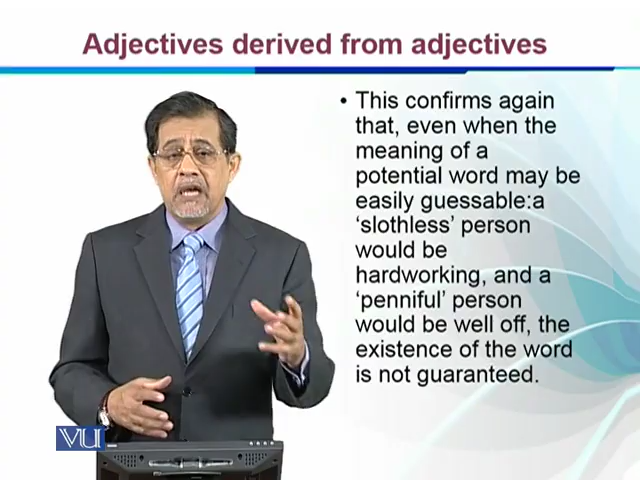 Adjectives derived from adjectives
• This confirms again
that, even when the
meaning of a
potential word may be
easily guessable:a
‘slothless’ person
would be
hardworking, and a
‘penniful’ person
would be well off, the
existence of the word
is not guaranteed.
VU